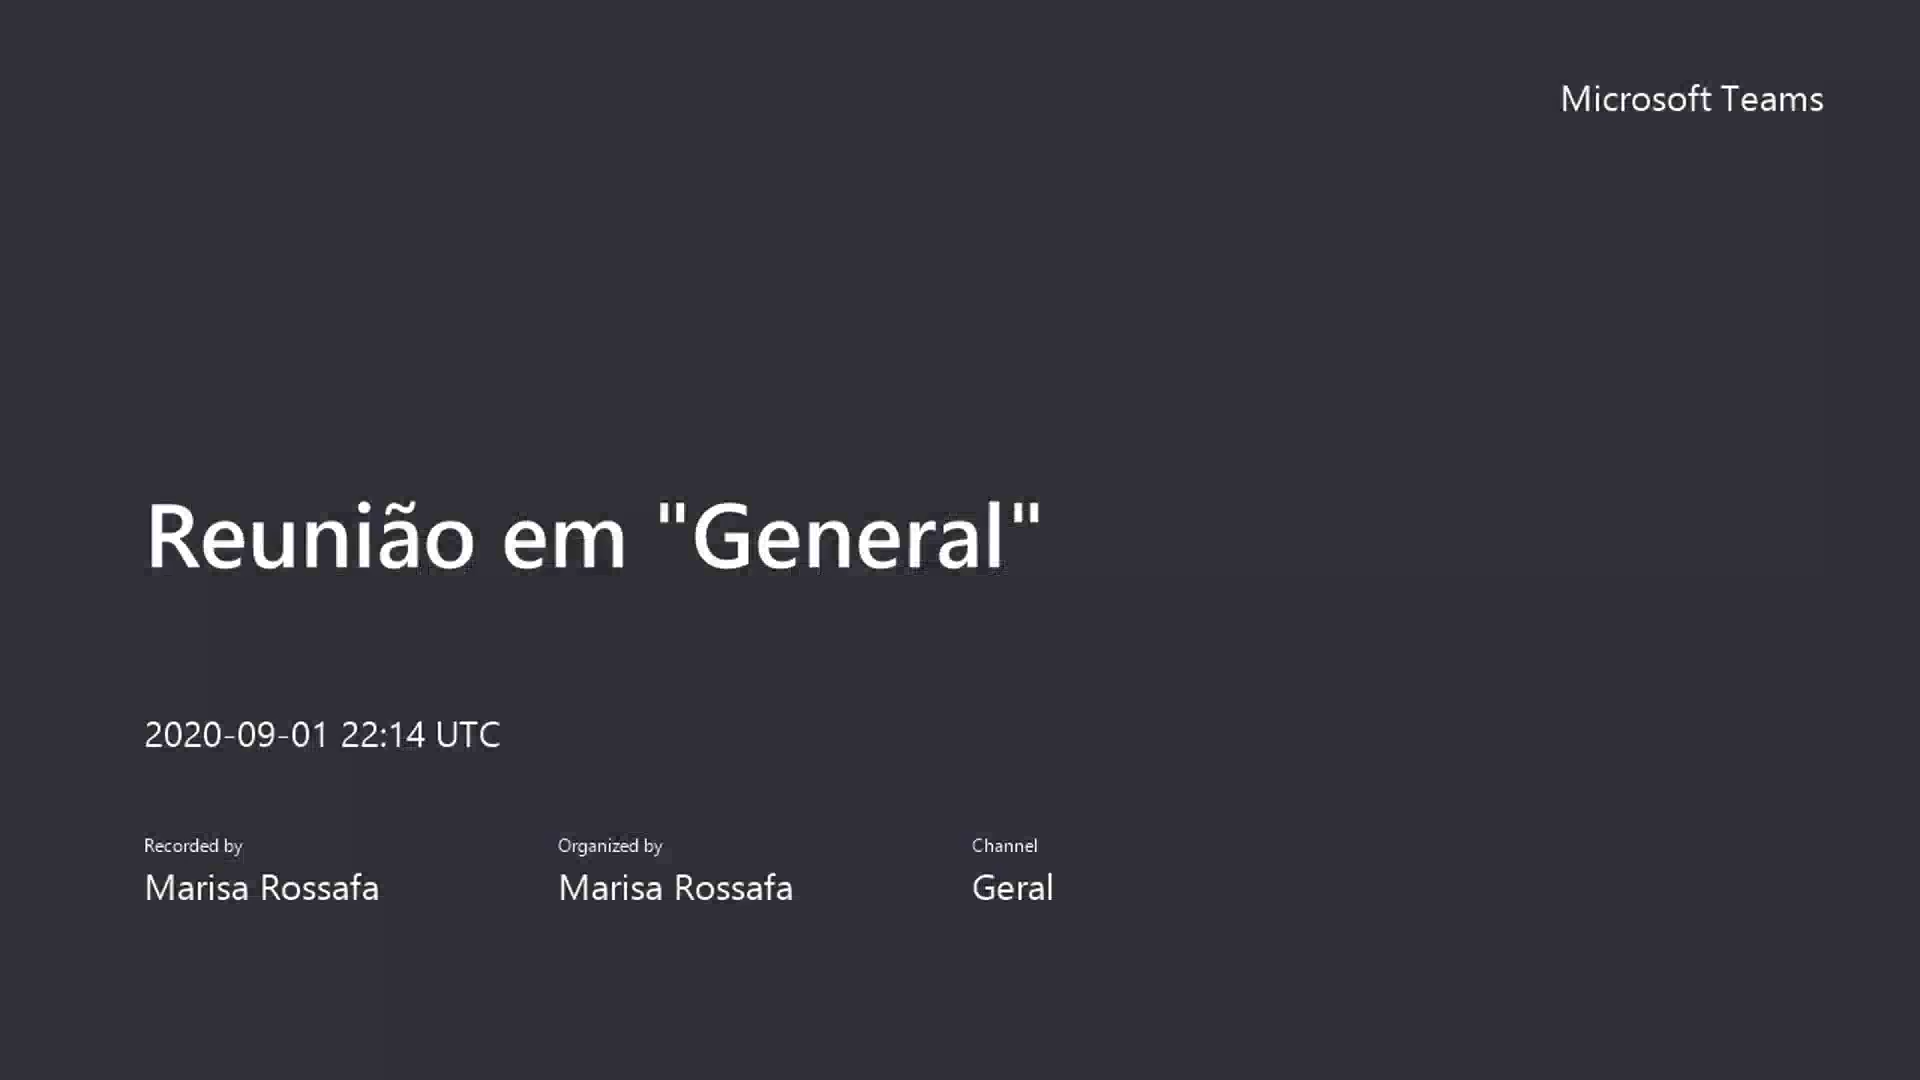 Microsoft Teams
Reunião em "General"
2020-09-01 22:14 UTC
Recorded by
Marisa Rossafa
Organized by
Marisa Rossafa
Channel
Geral